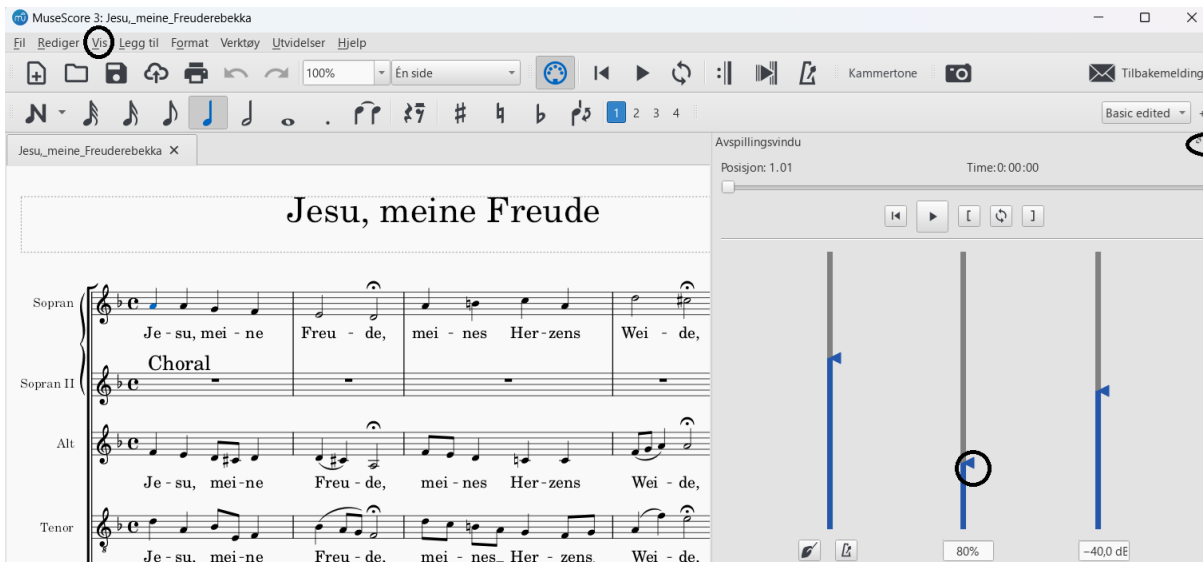 MuseScore 3: Jesu,_meine_Freuderebekka
Fil Rediger Vis Legg til Format Verktøy Utvidelser Hjelp
100% Én side Kammertone Tilbakemelding
1 2 3 4 Basic edited
Jesu,_meine_Freuderebekka
Avspillingsvindu
Posisjon: 1.01 Time:0:00:00
Jesu, meine Freude
Sopran
Je - su, mei - ne Freu - de, mei - nes Her - zens Wei - de,
Choral
Sopran II
Alt
Je - su, mei - ne Freu - de, mei - nes Her - zens Wei - de,
Tenor
Je - su, mei - ne Freu - de, mei - nes_ Her - zens, Wei - de,
80% −40,0 dB